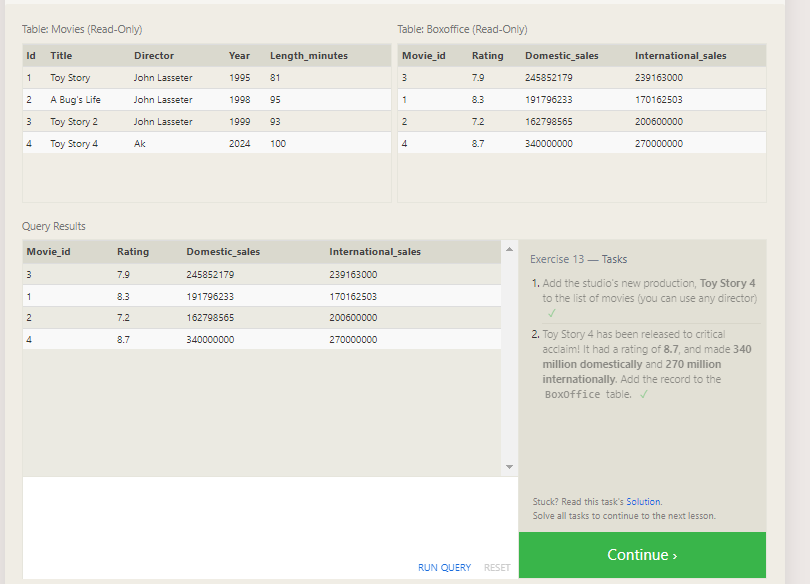 Table: Movies (Read-Only)
Id Title Director Year Length_minutes
1 Toy Story John Lasseter 1995 81
2 A Bug's Life John Lasseter 1998 95
3 Toy Story 2 John Lasseter 1999 93
4 Toy Story 4 Ak 2024 100
Table: Boxoffice (Read-Only)
Movie_id Rating Domestic_sales International_sales
3 7.9 245852179 239163000
1 8.3 191796233 170162503
2 7.2 162798565 200600000
4 8.7 340000000 270000000
Query Results
Movie_id Rating Domestic_sales International_sales
3 7.9 245852179 239163000
1 8.3 191796233 170162503
2 7.2 162798565 200600000
4 8.7 340000000 270000000
RUN QUERY RESET
Exercise 13 — Tasks
1. Add the studio's new production, Toy Story 4
to the list of movies (you can use any director)
✓
2. Toy Story 4 has been released to critical
acclaim! It had a rating of 8.7, and made 340
million domestically and 270 million
internationally. Add the record to the
BoxOffice table. ✓
Stuck? Read this task's Solution.
Solve all tasks to continue to the next lesson.
Continue ›